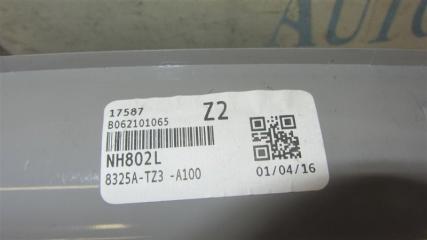 17587
B062101065 Z2
NH802L
8325A-TZ3 -A100
01/04/16